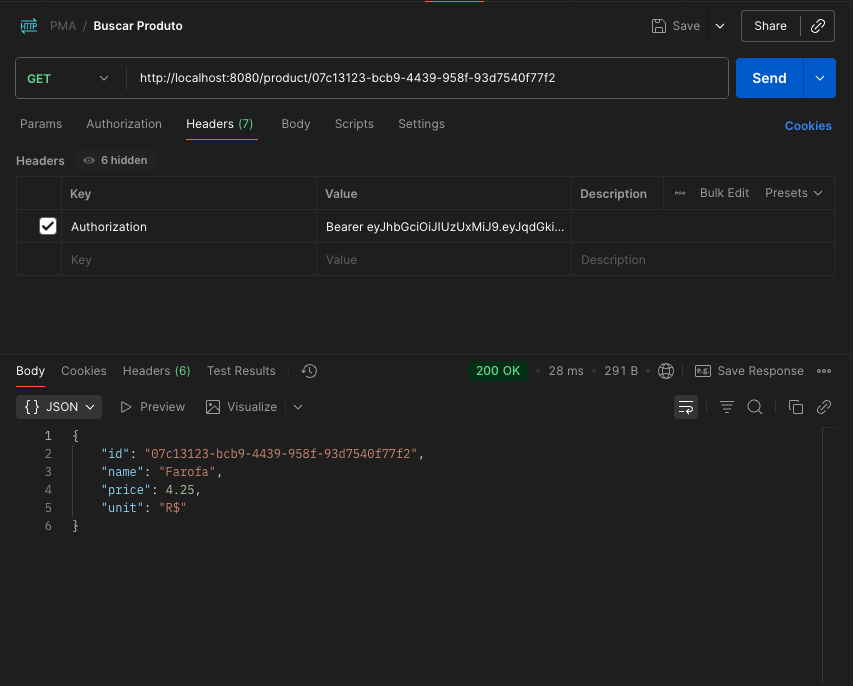 HTTP PMA / Buscar Produto Save Share
GET http://localhost:8080/product/07c13123-bcb9-4439-958f-93d7540f77f2 Send
Params Authorization Headers (7) Body Scripts Settings Cookies
Headers 6 hidden
Key Value Description Bulk Edit Presets
Authorization Bearer eyJhbGciOiJIUzUxMiJ9.eyJqdGki...
Key Value Description
Body Cookies Headers (6) Test Results 200 OK • 28 ms • 291 B • e.g. Save Response
{} JSON Preview Visualize
1 {
2 "id": "07c13123-bcb9-4439-958f-93d7540f77f2",
3 "name": "Farofa",
4 "price": 4.25,
5 "unit": "R$"
6 }